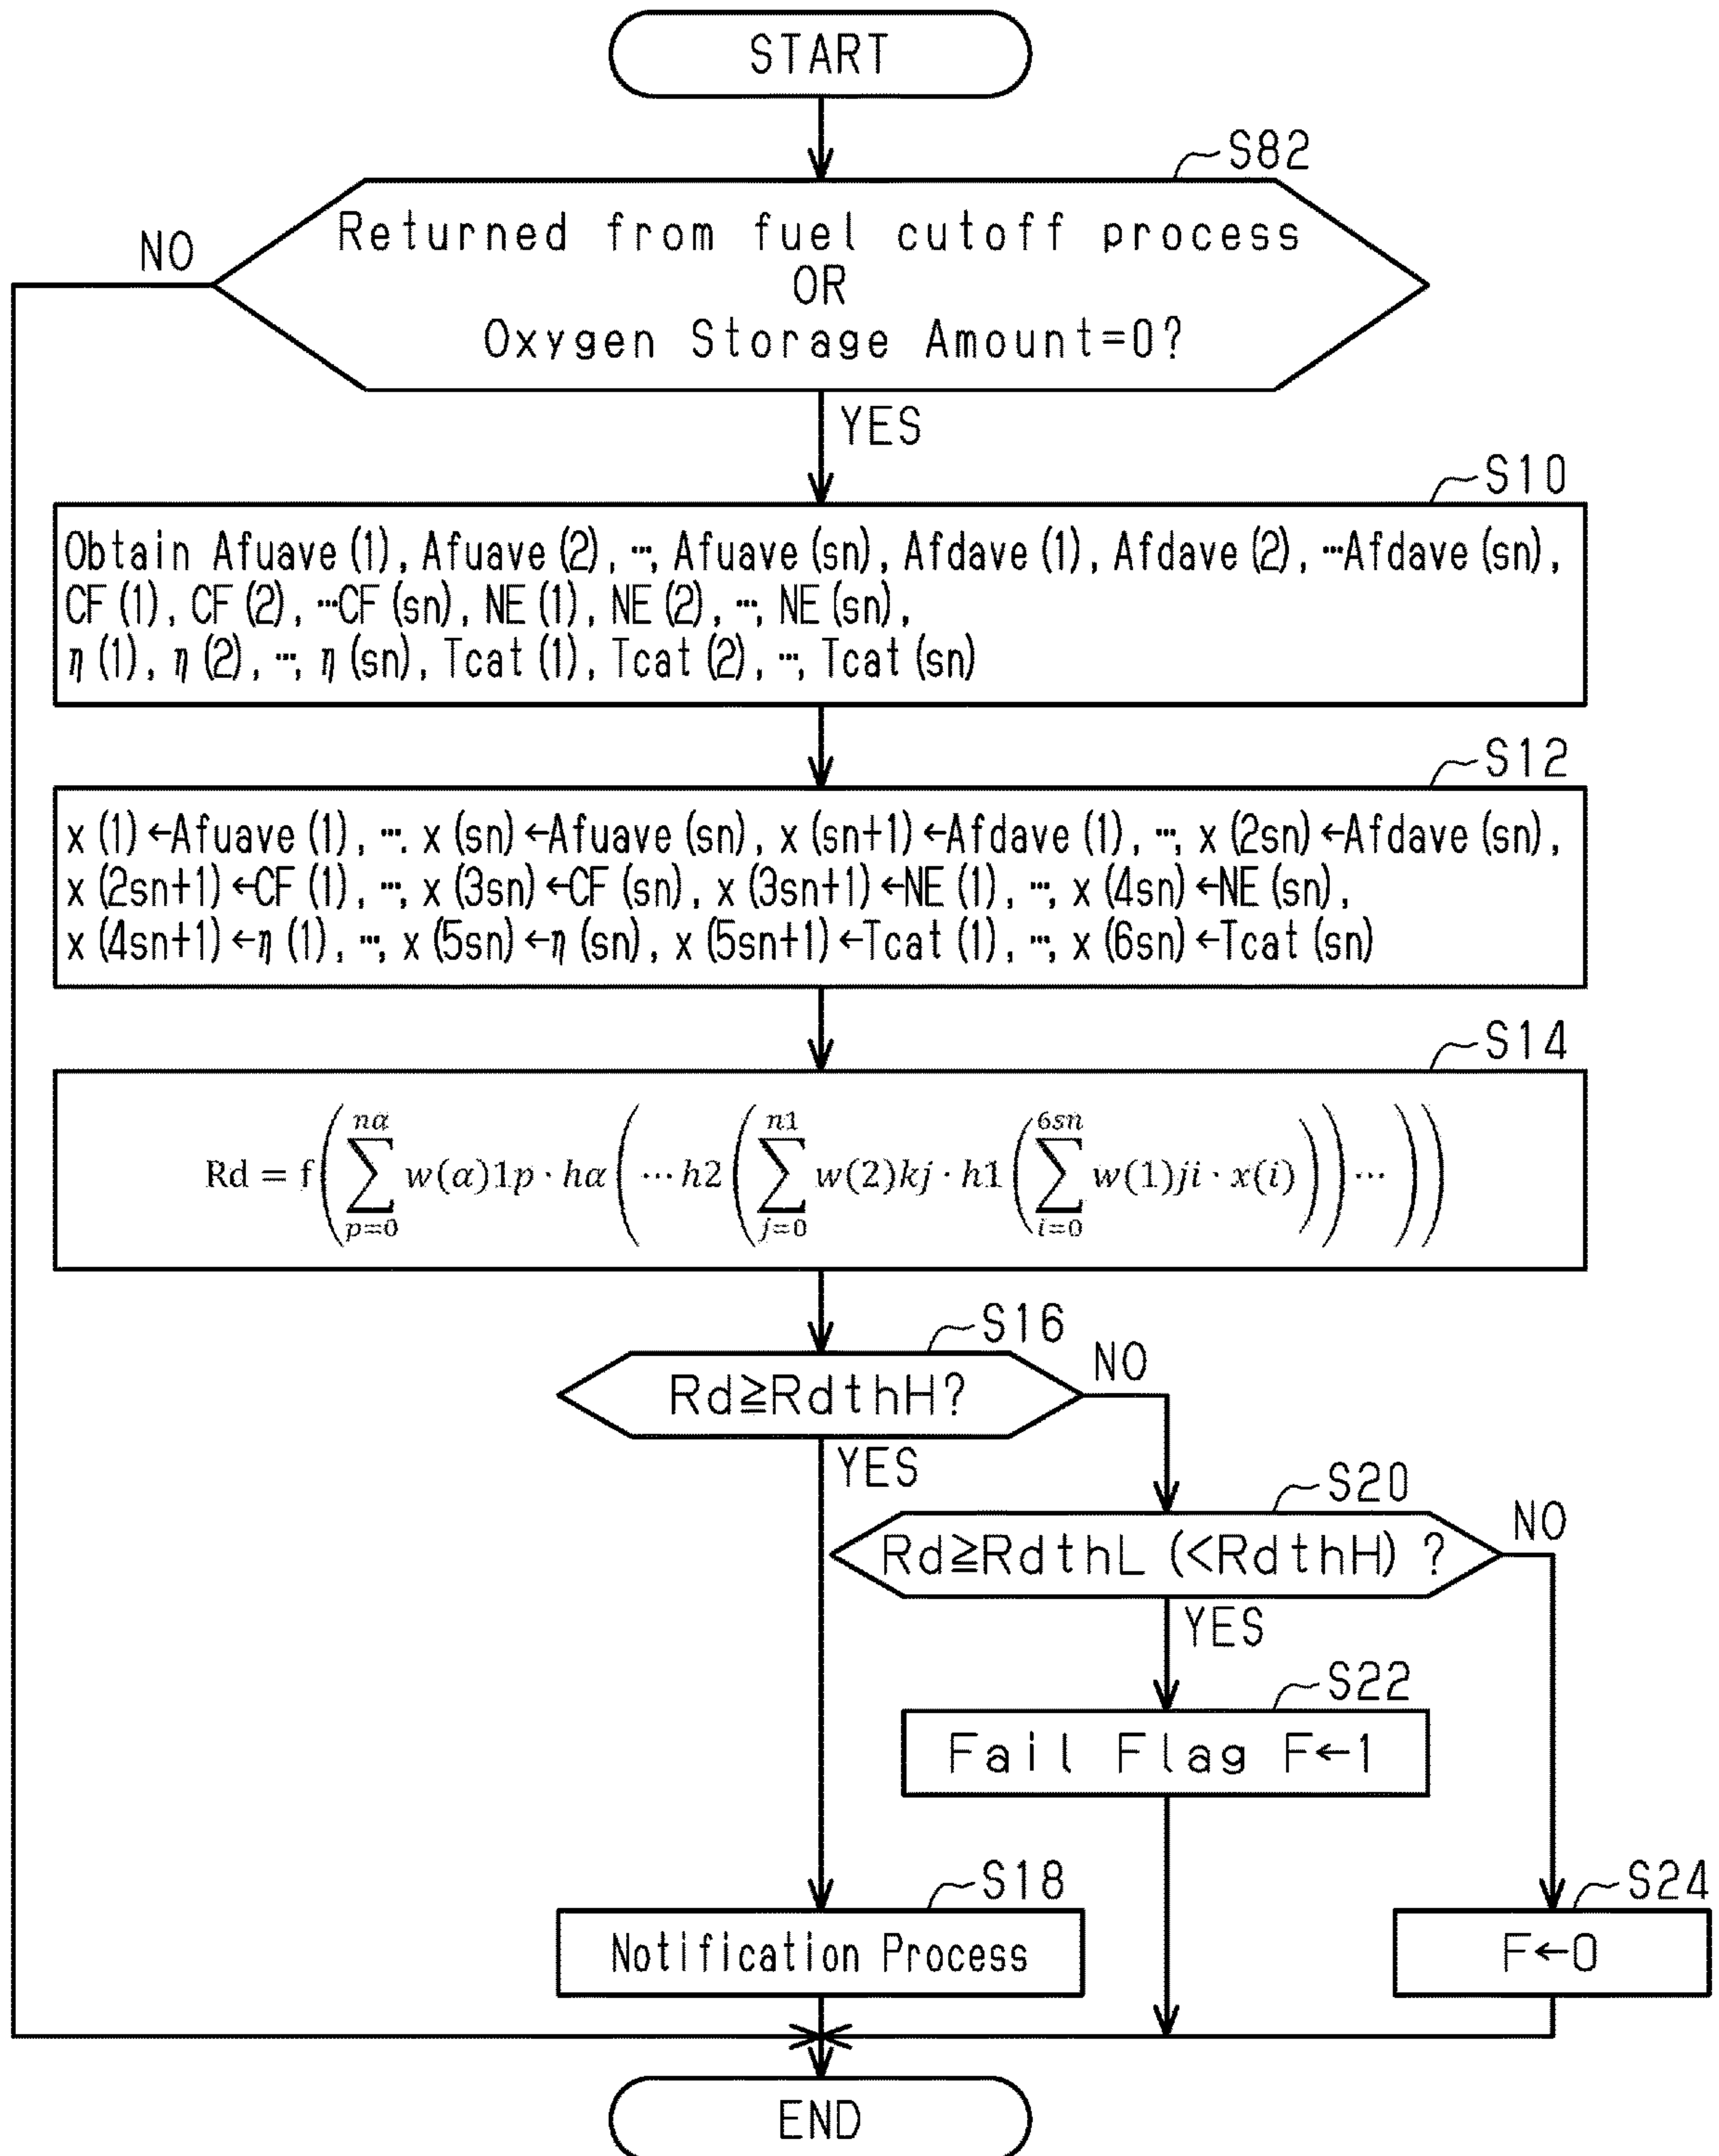 START
S82
Returned from fuel cutoff process
NO
OR
Oxygen Storage Amount=0?
YES
S10
Obtain Afuave(1), Afuave(2), …, Afuave(sn), Afdave(1), Afdave(2), …Afdave(sn),
CF(1), CF(2), …CF(sn), NE(1), NE(2), …, NE(sn),
η(1), η(2), …, η(sn), Tcat(1), Tcat(2), …, Tcat(sn)
S12
x(1)←Afuave(1), …. x(sn)←Afuave(sn), x(sn+1)←Afdave(1), …, x(2sn)←Afdave(sn),
x(2sn+1)←CF(1), …, x(3sn)←CF(sn), x(3sn+1)←NE(1), …, x(4sn)←NE(sn),
x(4sn+1)←η(1), …, x(5sn)←η(sn), x(5sn+1)←Tcat(1), …, x(6sn)←Tcat(sn)
S14
Rd = f(∑_{p=0}^{nα} w(α)1p · hα(⋯h2(∑_{j=0}^{n1} w(2)kj · h1(∑_{i=0}^{6sn} w(1)ji · x(i)))⋯))
S16
Rd≧RdthH?
NO
YES
S20
Rd≧RdthL (<RdthH) ?
NO
YES
S22
Fail Flag F←1
S18
Notification Process
S24
F←0
END